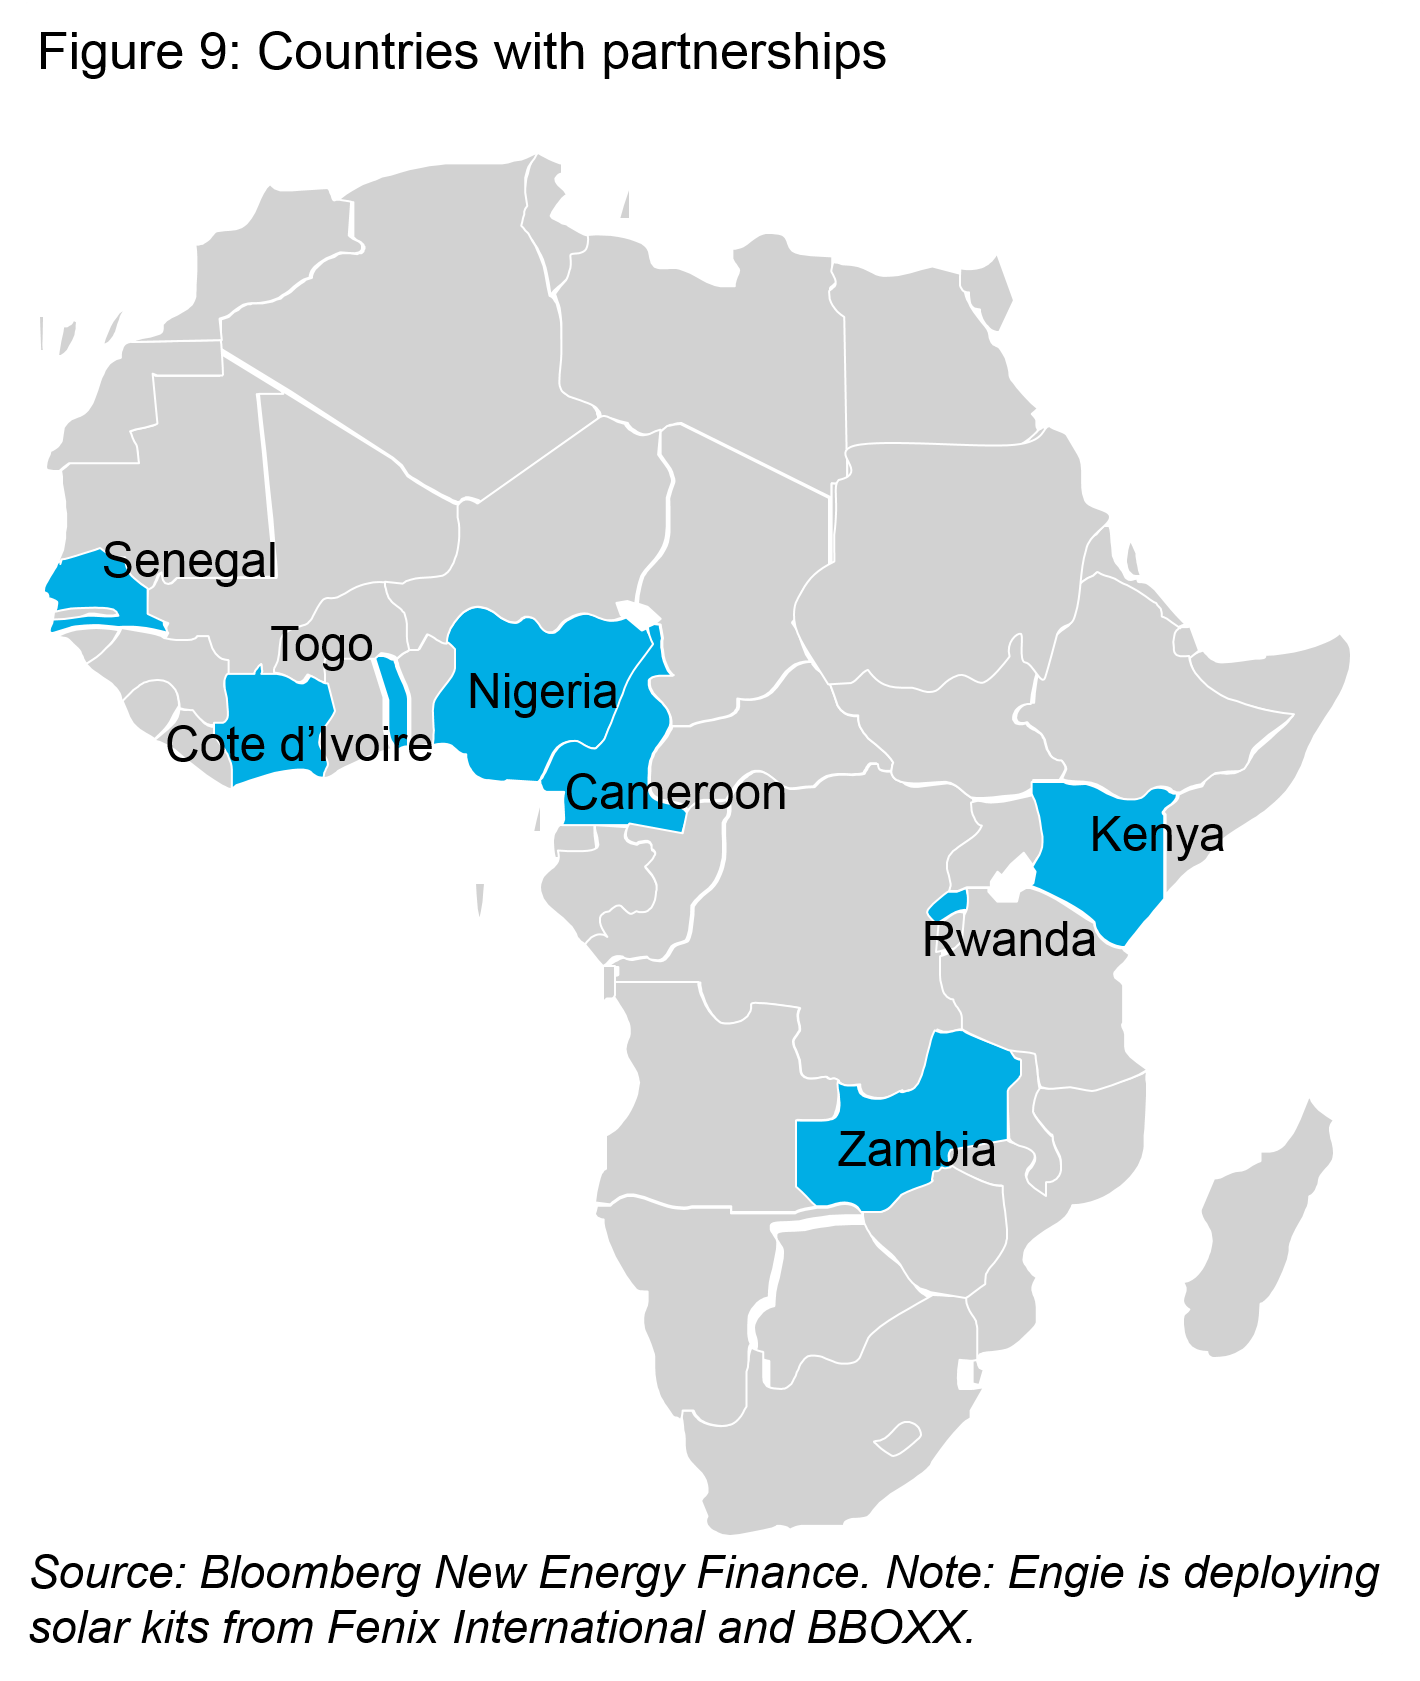 Figure 9: Countries with partnerships
Senegal
Togo
Nigeria
Cote d’Ivoire
Cameroon
Kenya
Rwanda
Zambia
Source: Bloomberg New Energy Finance. Note: Engie is deploying
solar kits from Fenix International and BBOXX.